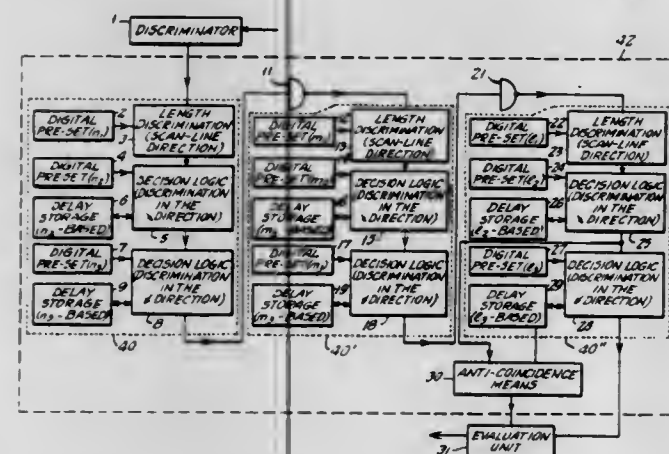 1
DISCRIMINATOR
42
11
21
DIGITAL
PRE-SET(n₁)
2
3
LENGTH
DISCRIMINATION
(SCAN-LINE
DIRECTION)
DIGITAL
PRE-SET(n₂)
4
DECISION LOGIC
(DISCRIMINATION
IN THE
DIRECTION)
5
DELAY
STORAGE
(n₂-BASED)
6
DIGITAL
PRE-SET(n₃)
7
DECISION LOGIC
(DISCRIMINATION
IN THE
DIRECTION)
8
DELAY
STORAGE
(n₃-BASED)
9
40
DIGITAL
PRE-SET(m₁)
13
LENGTH
DISCRIMINATION
(SCAN-LINE
DIRECTION)
DIGITAL
PRE-SET(m₂)
DECISION LOGIC
(DISCRIMINATION
IN THE
DIRECTION)
15
DELAY
STORAGE
(m₂-BASED)
DIGITAL
17
DECISION LOGIC
(DISCRIMINATION
IN THE
DIRECTION)
18
DELAY
STORAGE
(m₃-BASED)
19
40'
DIGITAL
PRE-SET(ℓ₁)
22
23
LENGTH
DISCRIMINATION
(SCAN-LINE
DIRECTION)
DIGITAL
PRE-SET(ℓ₂)
24
DECISION LOGIC
(DISCRIMINATION
IN THE
DIRECTION)
25
DELAY
STORAGE
(ℓ₂-BASED)
26
DIGITAL
PRE-SET(ℓ₃)
27
DECISION LOGIC
(DISCRIMINATION
IN THE
DIRECTION)
28
DELAY
STORAGE
(ℓ₃-BASED)
29
40''
30
ANTI-COINCIDENCE
MEANS
31
EVALUATION
UNIT